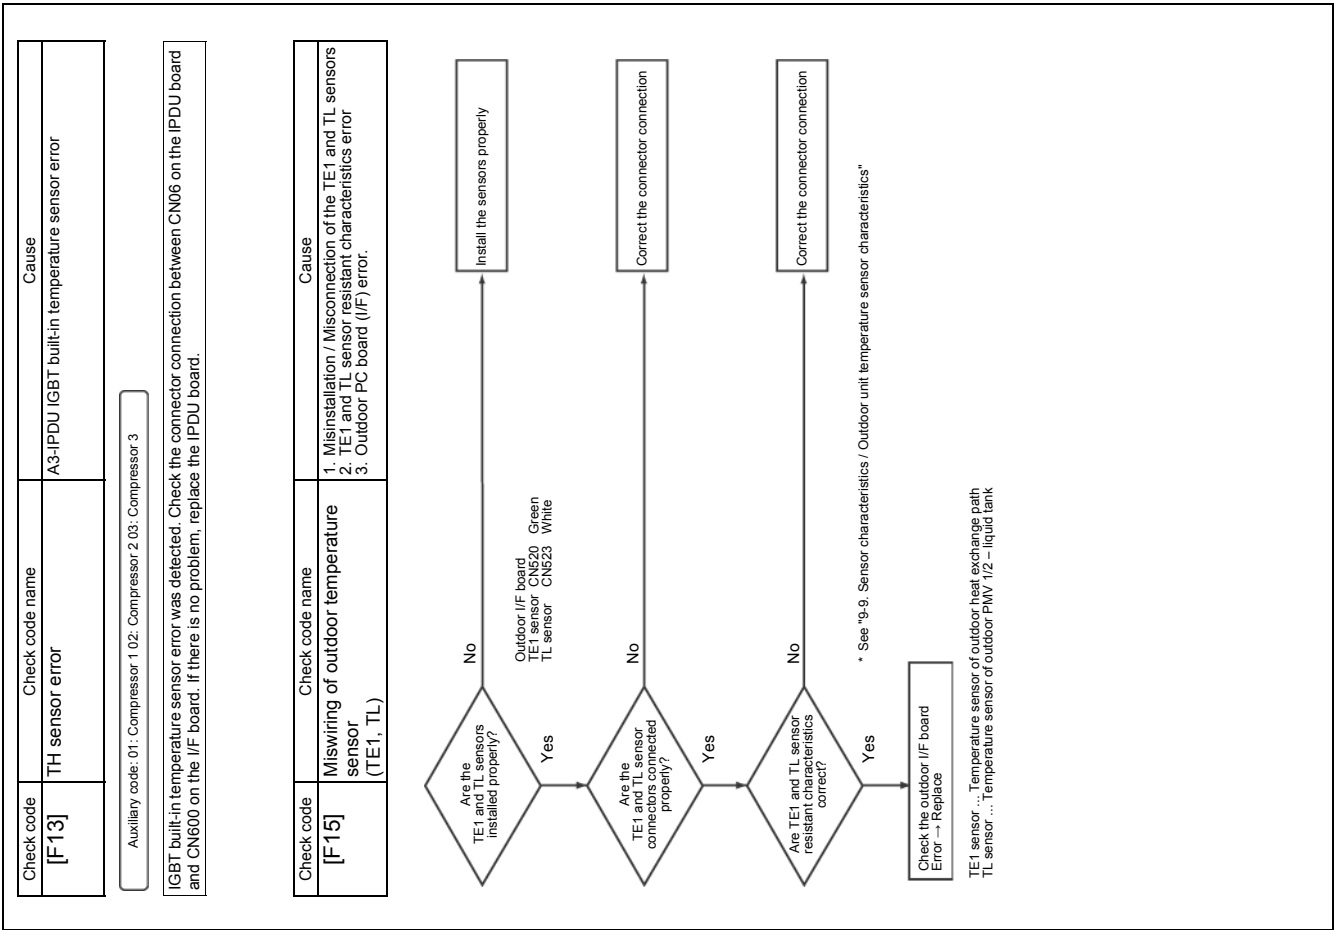 Check code
Check code name
Cause
[F13]
TH sensor error
A3-IPDU IGBT built-in temperature sensor error
Auxiliary code: 01: Compressor 1 02: Compressor 2 03: Compressor 3
IGBT built-in temperature sensor error was detected. Check the connector connection between CN06 on the IPDU board
and CN600 on the I/F board. If there is no problem, replace the IPDU board.
Check code
Check code name
Cause
[F15]
Miswiring of outdoor temperature
sensor
(TE1, TL)
1. Misinstallation / Misconnection of the TE1 and TL sensors
2. TE1 and TL sensor resistant characteristics error
3. Outdoor PC board (I/F) error.
Are the
TE1 and TL sensors
installed properly?
No
Install the sensors properly
Yes
Outdoor I/F board
TE1 sensor CN520 Green
TL sensor CN523 White
Are the
TE1 and TL sensor
connectors connected
properly?
No
Correct the connector connection
Yes
Are TE1 and TL sensor
resistant characteristics
correct?
No
Correct the connector connection
Yes
* See "9-9. Sensor characteristics / Outdoor unit temperature sensor characteristics"
Check the outdoor I/F board
Error → Replace
TE1 sensor ... Temperature sensor of outdoor heat exchange path
TL sensor ... Temperature sensor of outdoor PMV 1/2 – liquid tank